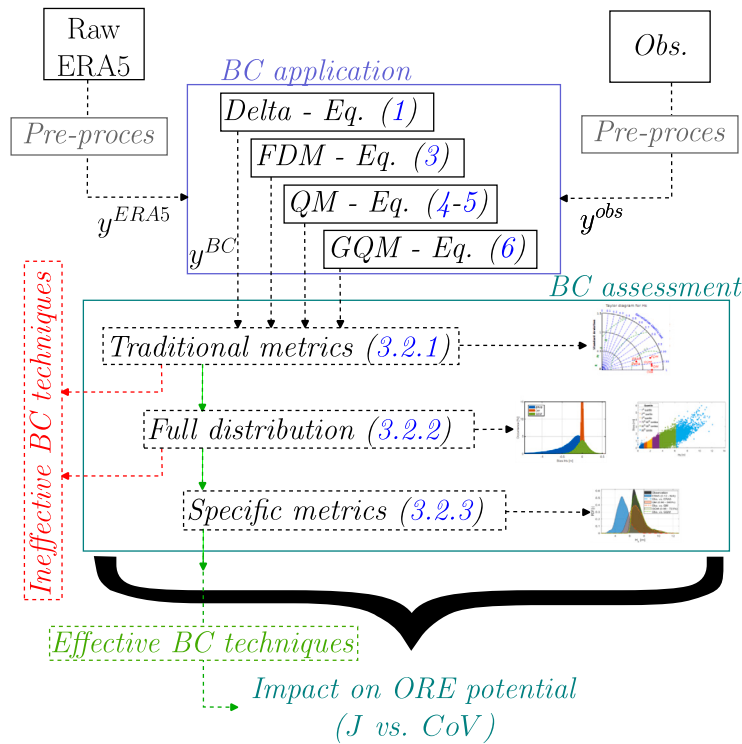 Raw
ERA5
Obs.
BC application
Pre-proces
Pre-proces
Delta - Eq. (1)
FDM - Eq. (3)
QM - Eq. (4-5)
GQM - Eq. (6)
y^ERA5
y^obs
y^BC
BC assessment
Traditional metrics (3.2.1)
Full distribution (3.2.2)
Specific metrics (3.2.3)
Ineffective BC techniques
Effective BC techniques
Impact on ORE potential
(J vs. CoV)